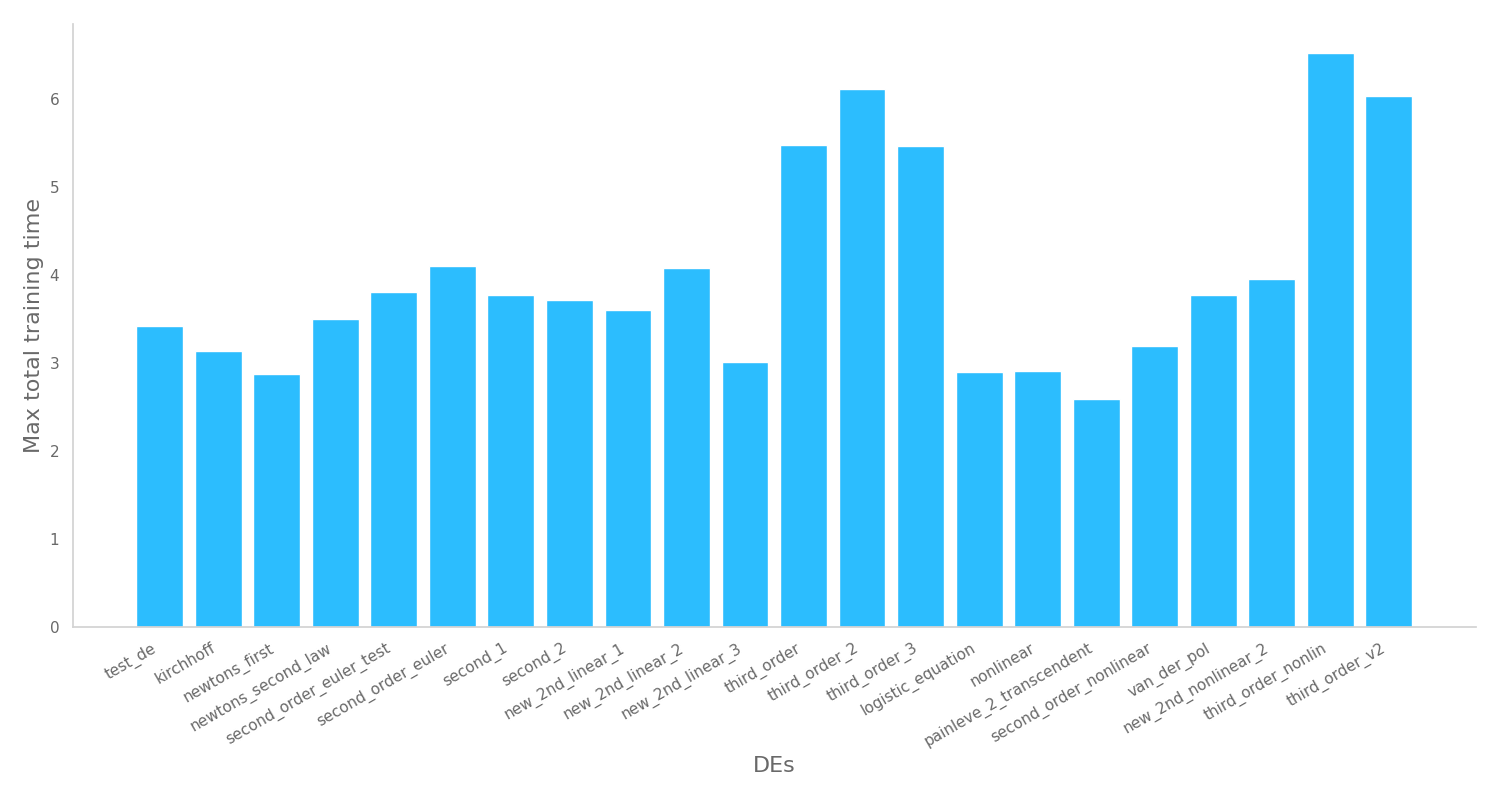 Max total training time
6
5
4
3
2
1
0
test_de
kirchhoff
newtons_first
newtons_second_law
second_order_euler_test
second_order_euler
second_1
second_2
new_2nd_linear_1
new_2nd_linear_2
new_2nd_linear_3
third_order
third_order_2
third_order_3
logistic_equation
nonlinear
painleve_2_transcendent
second_order_nonlinear
van_der_pol
new_2nd_nonlinear_2
third_order_nonlin
third_order_v2
DEs